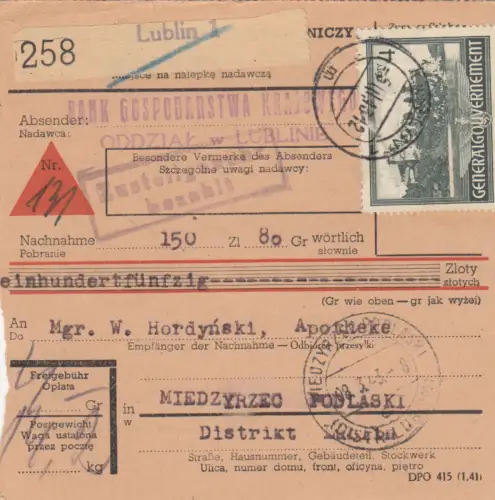 Lublin 1
258
NICZY
Miejsce na nalepkę nadawczą
GENERALGOUVERNEMENT
BANK GOSPODARSTWA KRAJOWEGO
ODDZIAŁ w LUBLINIE
Absender:
Nadawca:
Besondere Vermerke des Absenders
Szczególne uwagi nadawcy:
Nr.
131
bezahlt
Nachnahme 150 Zl 80 Gr wörtlich
Pobranie słownie
einhundertfünfzig Zloty
złotych
(Gr wie oben—gr jak wyżej)
An Mgr. W. Hordyński, Apotheke
Do Empfänger der Nachnahme - Odbiorca przesyłki
Freigebühr
Opłata
Gr
Postgewicht
Waga ustalona
przez pocztę
kg
in
w
MIEDZYRZEC PODLASKI
Distrikt
Straße, Hausnummer, Gebäudeteil, Stockwerk
Ulica, numer domu, front, oficyna, piętro
DPO 415 (1.41)